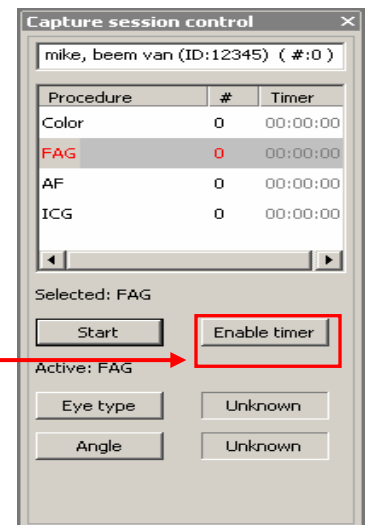 Capture session control ×
mike, beem van (ID:12345) ( #:0 )
Procedure # Timer
Color 0 00:00:00
FAG 0 00:00:00
AF 0 00:00:00
ICG 0 00:00:00
Selected: FAG
Start Enable timer
Active: FAG
Eye type Unknown
Angle Unknown